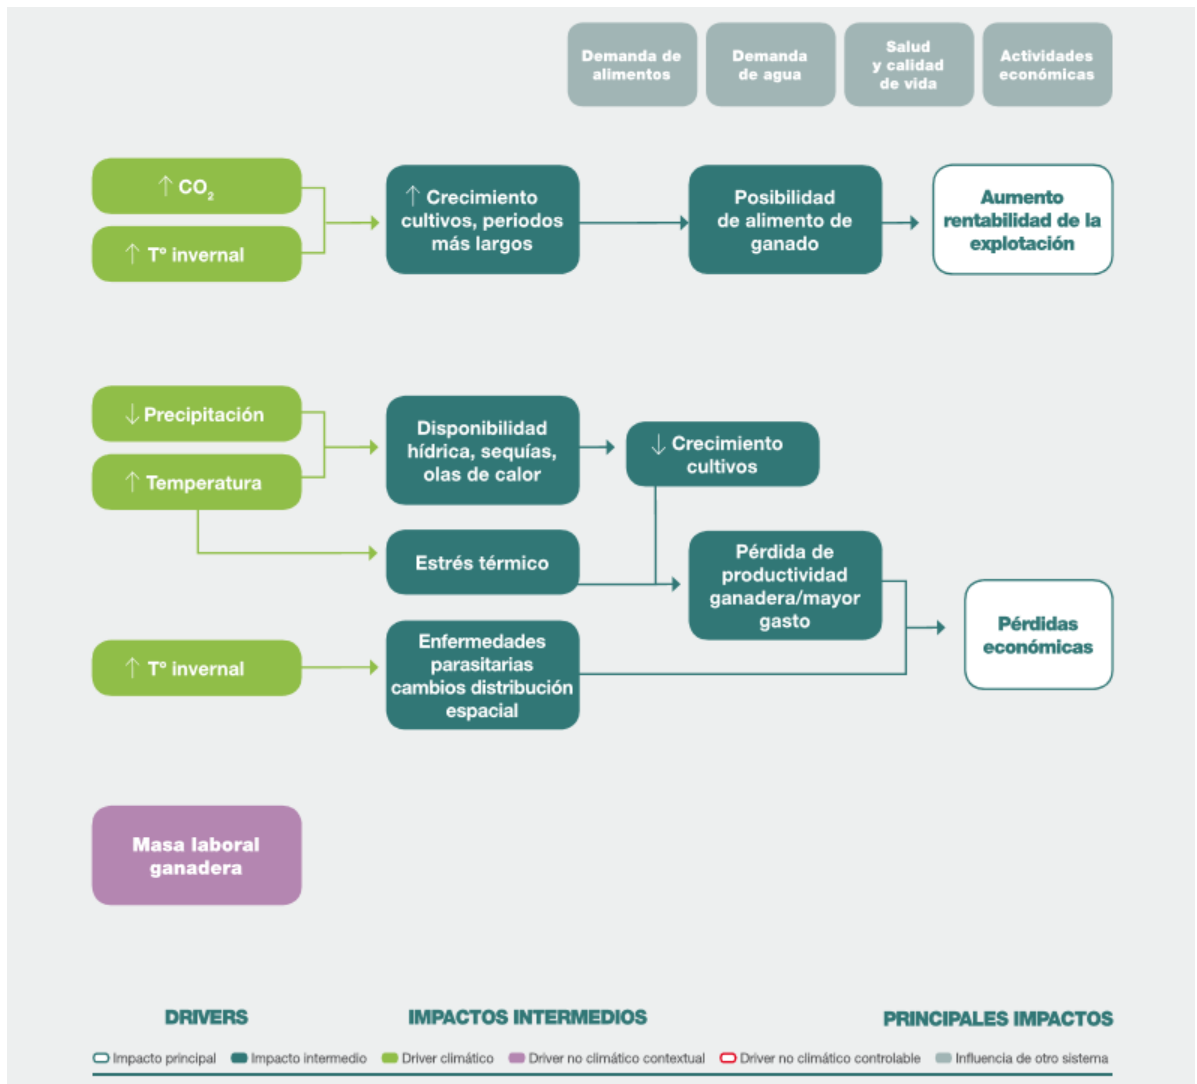 Demanda de
alimentos
Demanda
de agua
Salud
y calidad
de vida
Actividades
económicas
↑ CO₂
↑ Tº invernal
↑ Crecimiento
cultivos, periodos
más largos
Posibilidad
de alimento de
ganado
Aumento
rentabilidad de la
explotación
↓ Precipitación
↑ Temperatura
Disponibilidad
hídrica, sequías,
olas de calor
↓ Crecimiento
cultivos
Estrés térmico
Pérdida de
productividad
ganadera/mayor
gasto
Pérdidas
económicas
↑ Tº invernal
Enfermedades
parasitarias
cambios distribución
espacial
Masa laboral
ganadera
DRIVERS
IMPACTOS INTERMEDIOS
PRINCIPALES IMPACTOS
Impacto principal
Impacto intermedio
Driver climático
Driver no climático contextual
Driver no climático controlable
Influencia de otro sistema